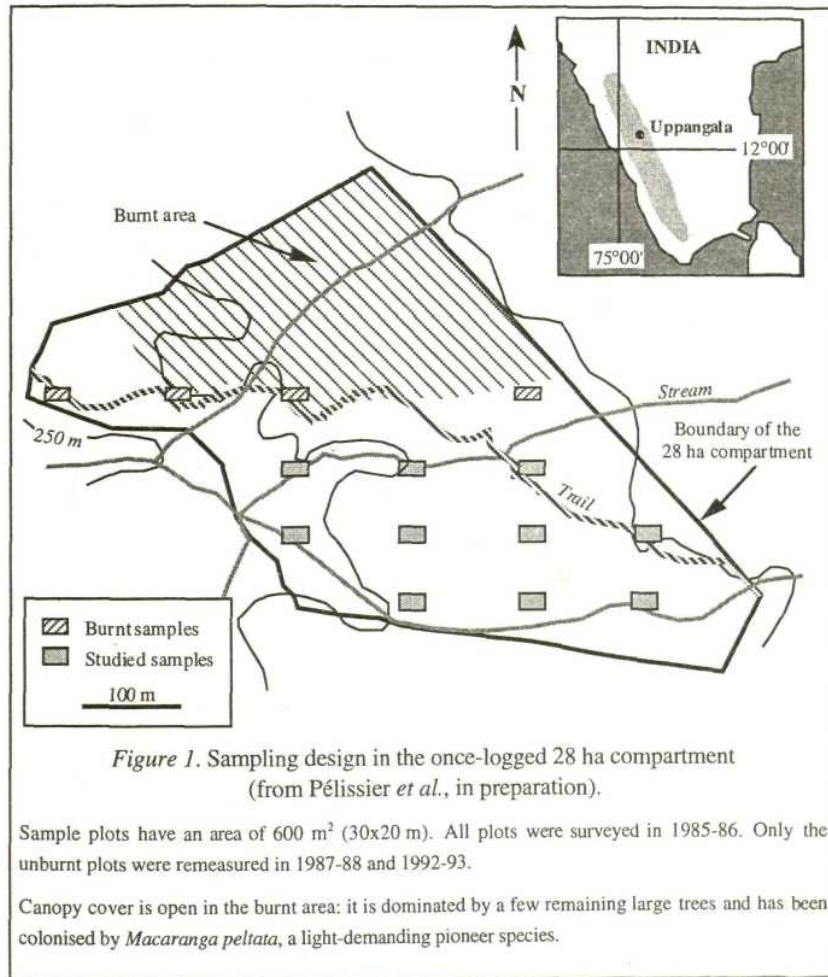 INDIA
N
Uppangala
12°00'
75°00'
Burnt area
Stream
250 m
Boundary of the
28 ha compartment
Trail
Burnt samples
Studied samples
100 m
Figure 1. Sampling design in the once-logged 28 ha compartment
(from Pélissier et al., in preparation).
Sample plots have an area of 600 m² (30x20 m). All plots were surveyed in 1985-86. Only the
unburnt plots were remeasured in 1987-88 and 1992-93.
Canopy cover is open in the burnt area: it is dominated by a few remaining large trees and has been
colonised by Macaranga peltata, a light-demanding pioneer species.